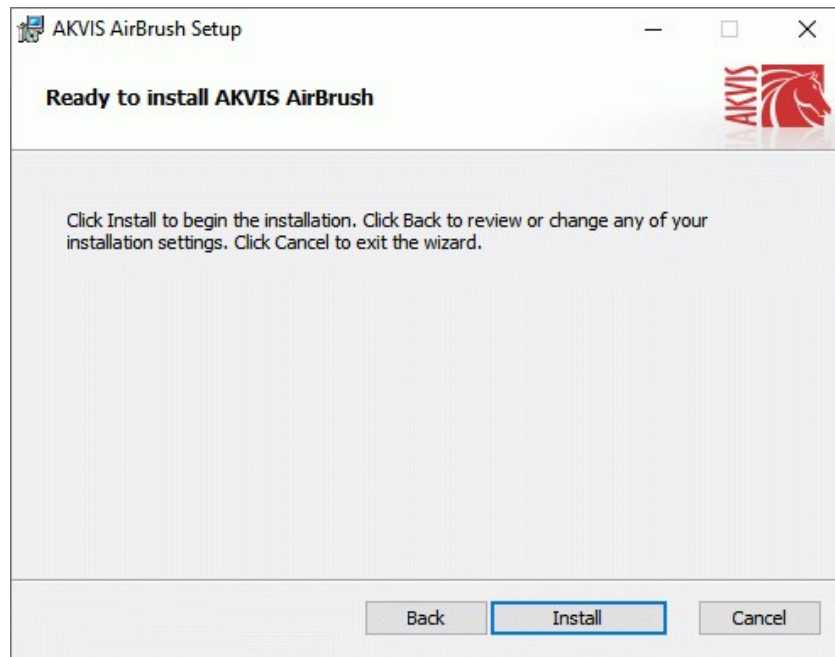 AKVIS AirBrush Setup
Ready to install AKVIS AirBrush
AKVIS
Click Install to begin the installation. Click Back to review or change any of your
installation settings. Click Cancel to exit the wizard.
Back
Install
Cancel